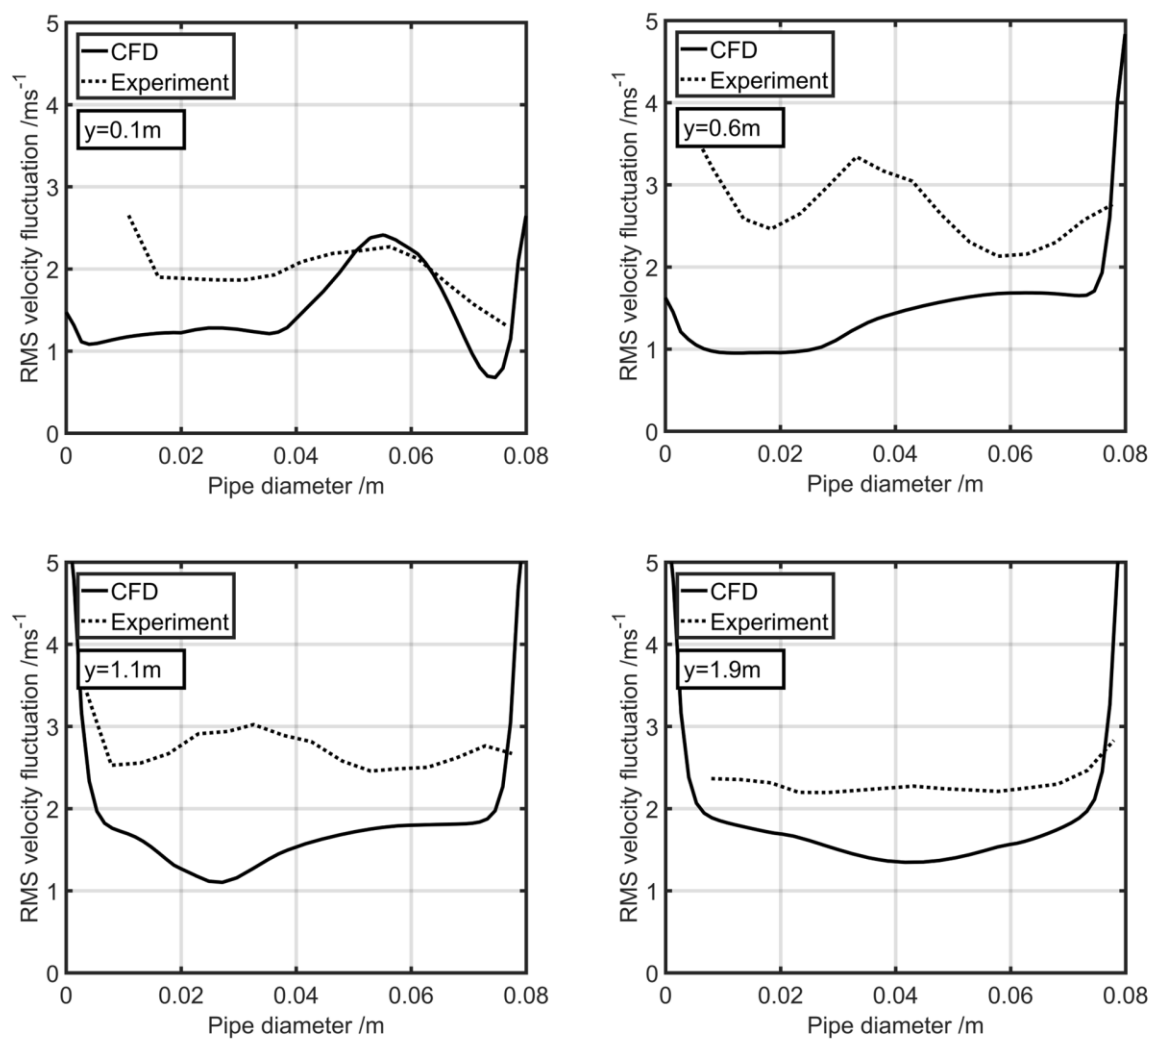 5
4
3
2
1
0
RMS velocity fluctuation /ms⁻¹
CFD
Experiment
y=0.1m
0 0.02 0.04 0.06 0.08
Pipe diameter /m
5
4
3
2
1
0
RMS velocity fluctuation /ms⁻¹
CFD
Experiment
y=0.6m
0 0.02 0.04 0.06 0.08
Pipe diameter /m
5
4
3
2
1
0
RMS velocity fluctuation /ms⁻¹
CFD
Experiment
y=1.1m
0 0.02 0.04 0.06 0.08
Pipe diameter /m
5
4
3
2
1
0
RMS velocity fluctuation /ms⁻¹
CFD
Experiment
y=1.9m
0 0.02 0.04 0.06 0.08
Pipe diameter /m